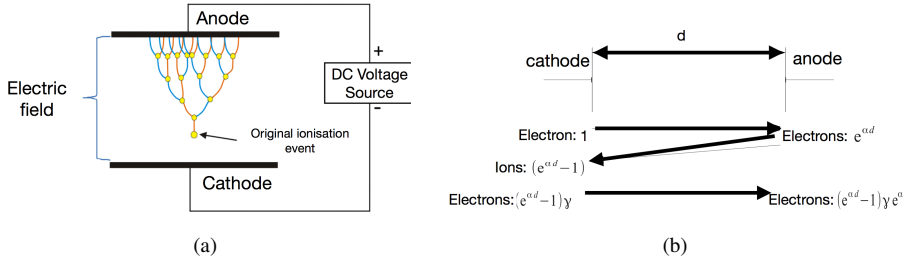 Anode
+
DC Voltage
Source
-
Electric
field
Original ionisation
event
Cathode
(a)
d
cathode
anode
Electron: 1
Electrons: e^{αd}
Ions: (e^{αd}−1)
Electrons:(e^{αd}−1)γ
Electrons: (e^{αd}−1)γe^{α
(b)